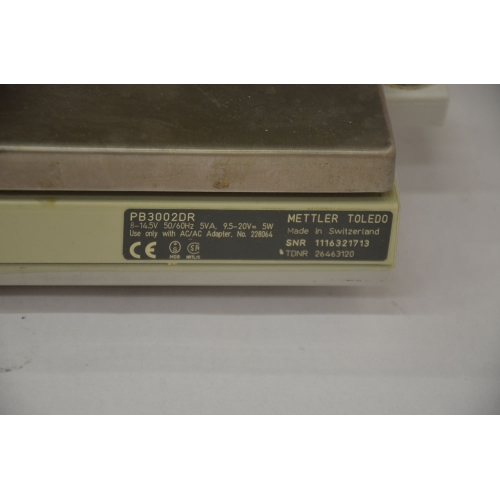 PB3002DR
8-14.5V 50/60Hz 5VA, 9.5-20V= 5W
Use only with AC/AC Adapter, No. 228064
CE
METTLER TOLEDO
Made in Switzerland
SNR 1116321713
TDNR 26463120